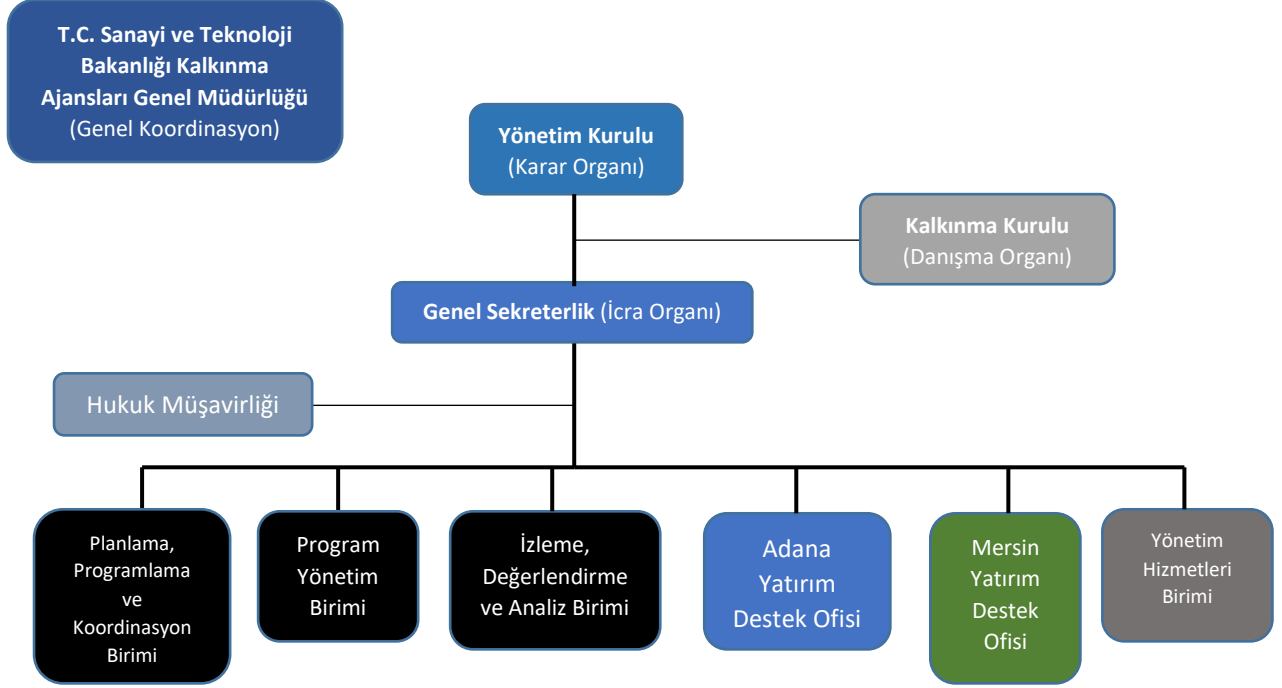 T.C. Sanayi ve Teknoloji
Bakanlığı Kalkınma
Ajansları Genel Müdürlüğü
(Genel Koordinasyon)
Yönetim Kurulu
(Karar Organı)
Kalkınma Kurulu
(Danışma Organı)
Genel Sekreterlik (İcra Organı)
Hukuk Müşavirliği
Planlama,
Programlama
ve
Koordinasyon
Birimi
Program
Yönetim
Birimi
İzleme,
Değerlendirme
ve Analiz Birimi
Adana
Yatırım
Destek Ofisi
Mersin
Yatırım
Destek
Ofisi
Yönetim
Hizmetleri
Birimi